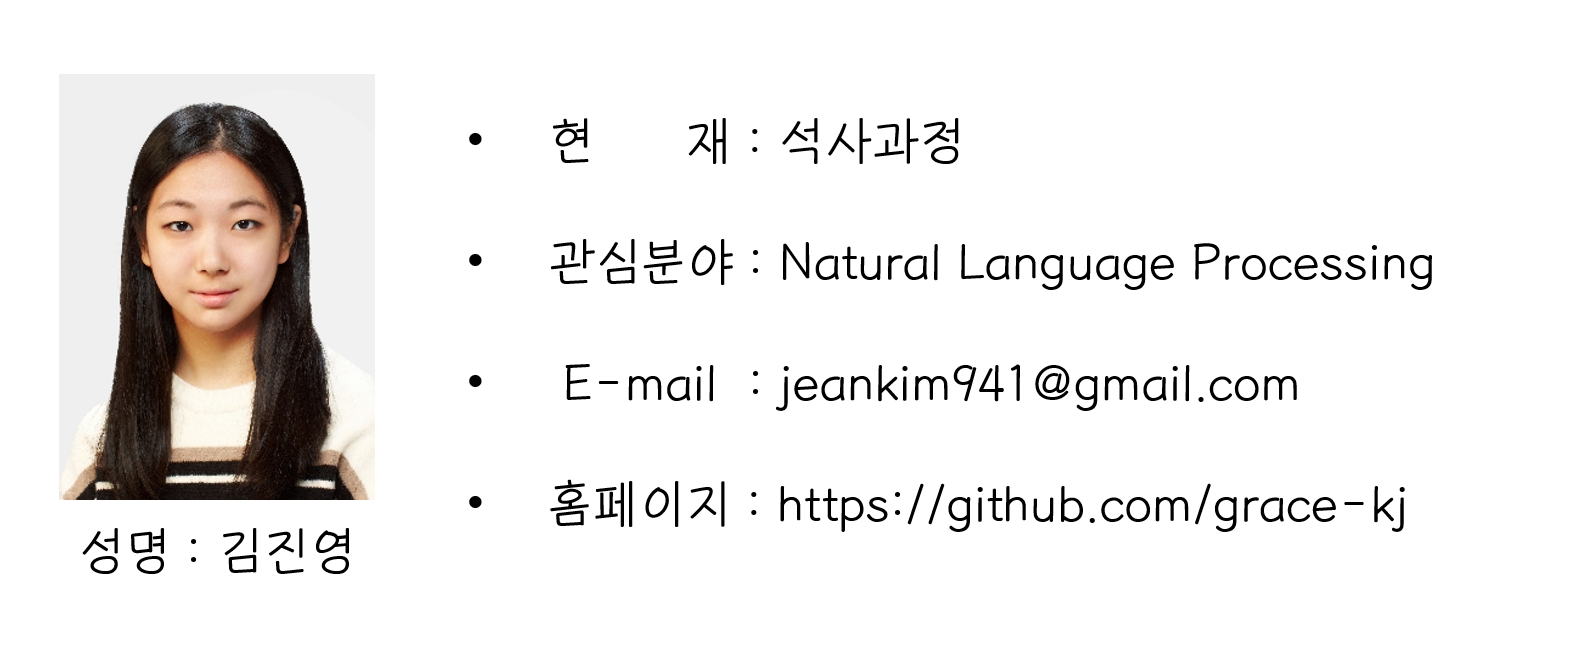 • 현 재 : 석사과정
• 관심분야 : Natural Language Processing
• E-mail : jeankim941@gmail.com
• 홈페이지 : https://github.com/grace-kj
성명 : 김진영